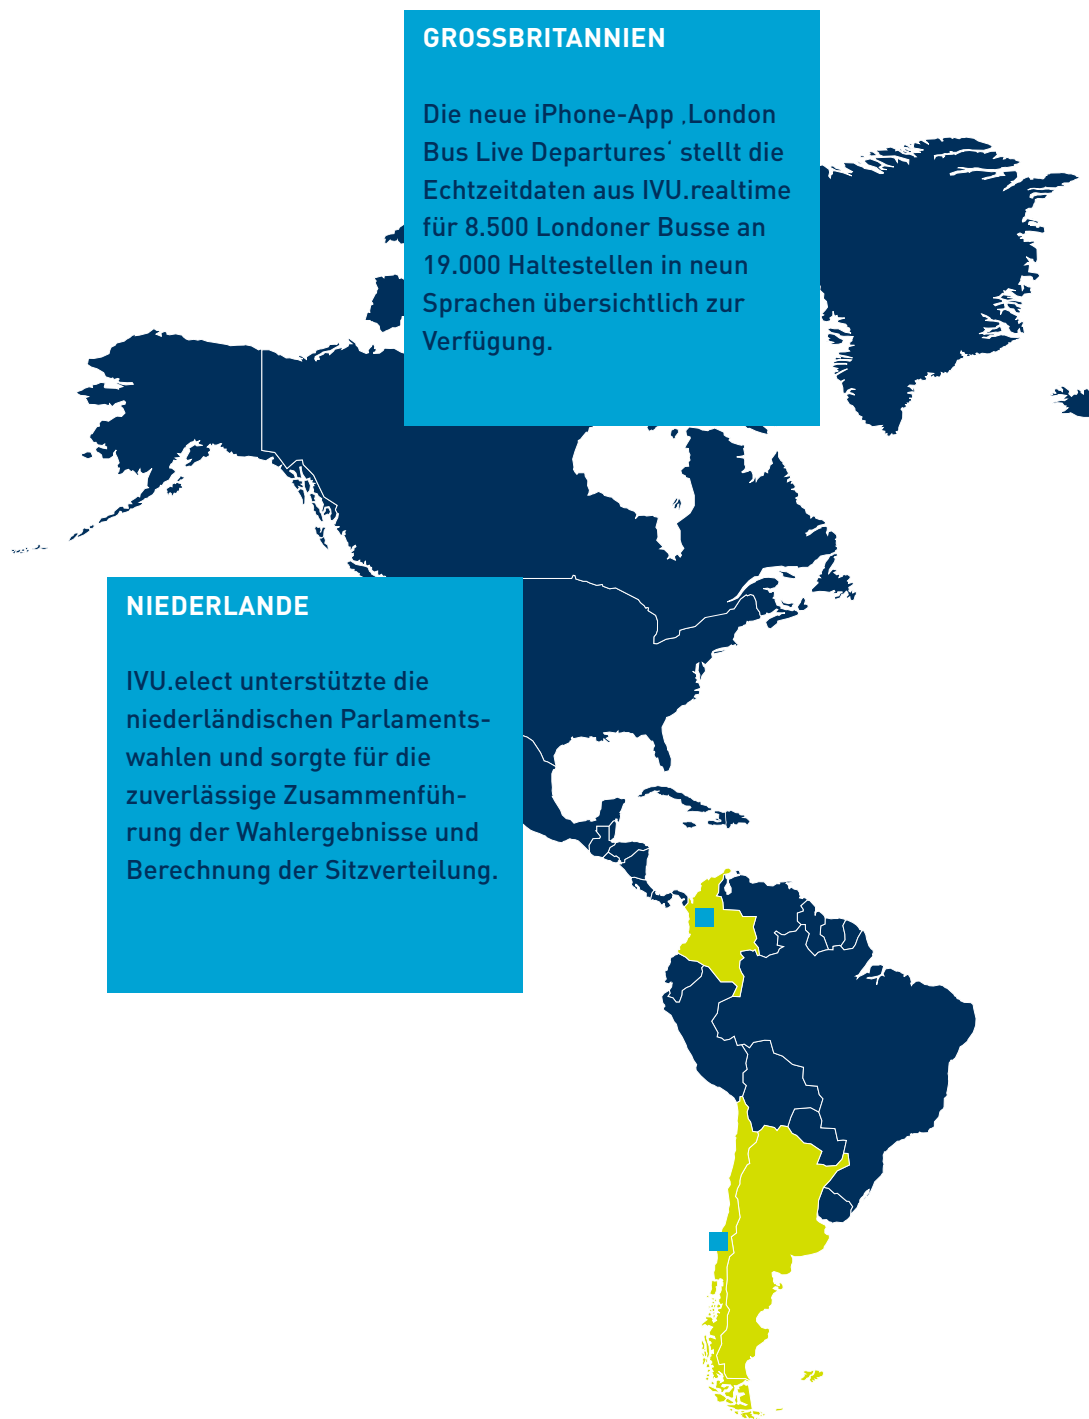 GROSSBRITANNIEN
Die neue iPhone-App ‚London
Bus Live Departures‘ stellt die
Echtzeitdaten aus IVU.realtime
für 8.500 Londoner Busse an
19.000 Haltestellen in neun
Sprachen übersichtlich zur
Verfügung.
NIEDERLANDE
IVU.elect unterstützte die
niederländischen Parlaments-
wahlen und sorgte für die
zuverlässige Zusammenfüh-
rung der Wahlergebnisse und
Berechnung der Sitzverteilung.